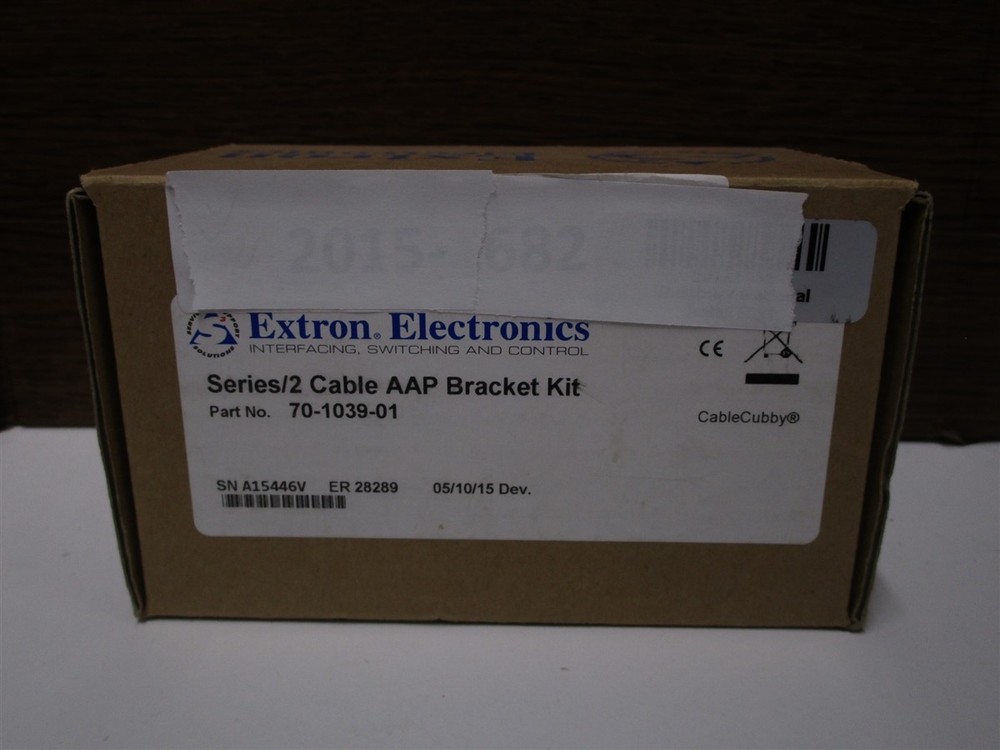 2015- 682
al
Extron® Electronics
INTERFACING, SWITCHING AND CONTROL
CE
Series/2 Cable AAP Bracket Kit
Part No. 70-1039-01
CableCubby®
SN A15446V ER 28289 05/10/15 Dev.